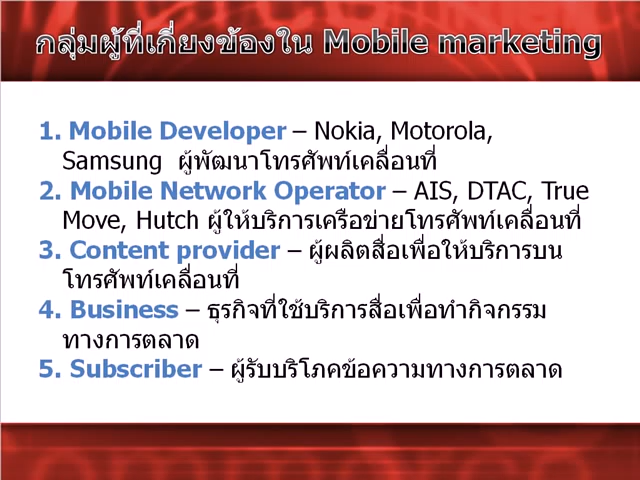 กลุ่มผู้ที่เกี่ยงข้องใน Mobile marketing
1. Mobile Developer – Nokia, Motorola,
Samsung ผู้พัฒนาโทรศัพท์เคลื่อนที่
2. Mobile Network Operator – AIS, DTAC, True
Move, Hutch ผู้ให้บริการเครือข่ายโทรศัพท์เคลื่อนที่
3. Content provider – ผู้ผลิตสื่อเพื่อให้บริการบน
โทรศัพท์เคลื่อนที่
4. Business – ธุรกิจที่ใช้บริการสื่อเพื่อทำกิจกรรม
ทางการตลาด
5. Subscriber – ผู้รับบริโภคข้อความทางการตลาด